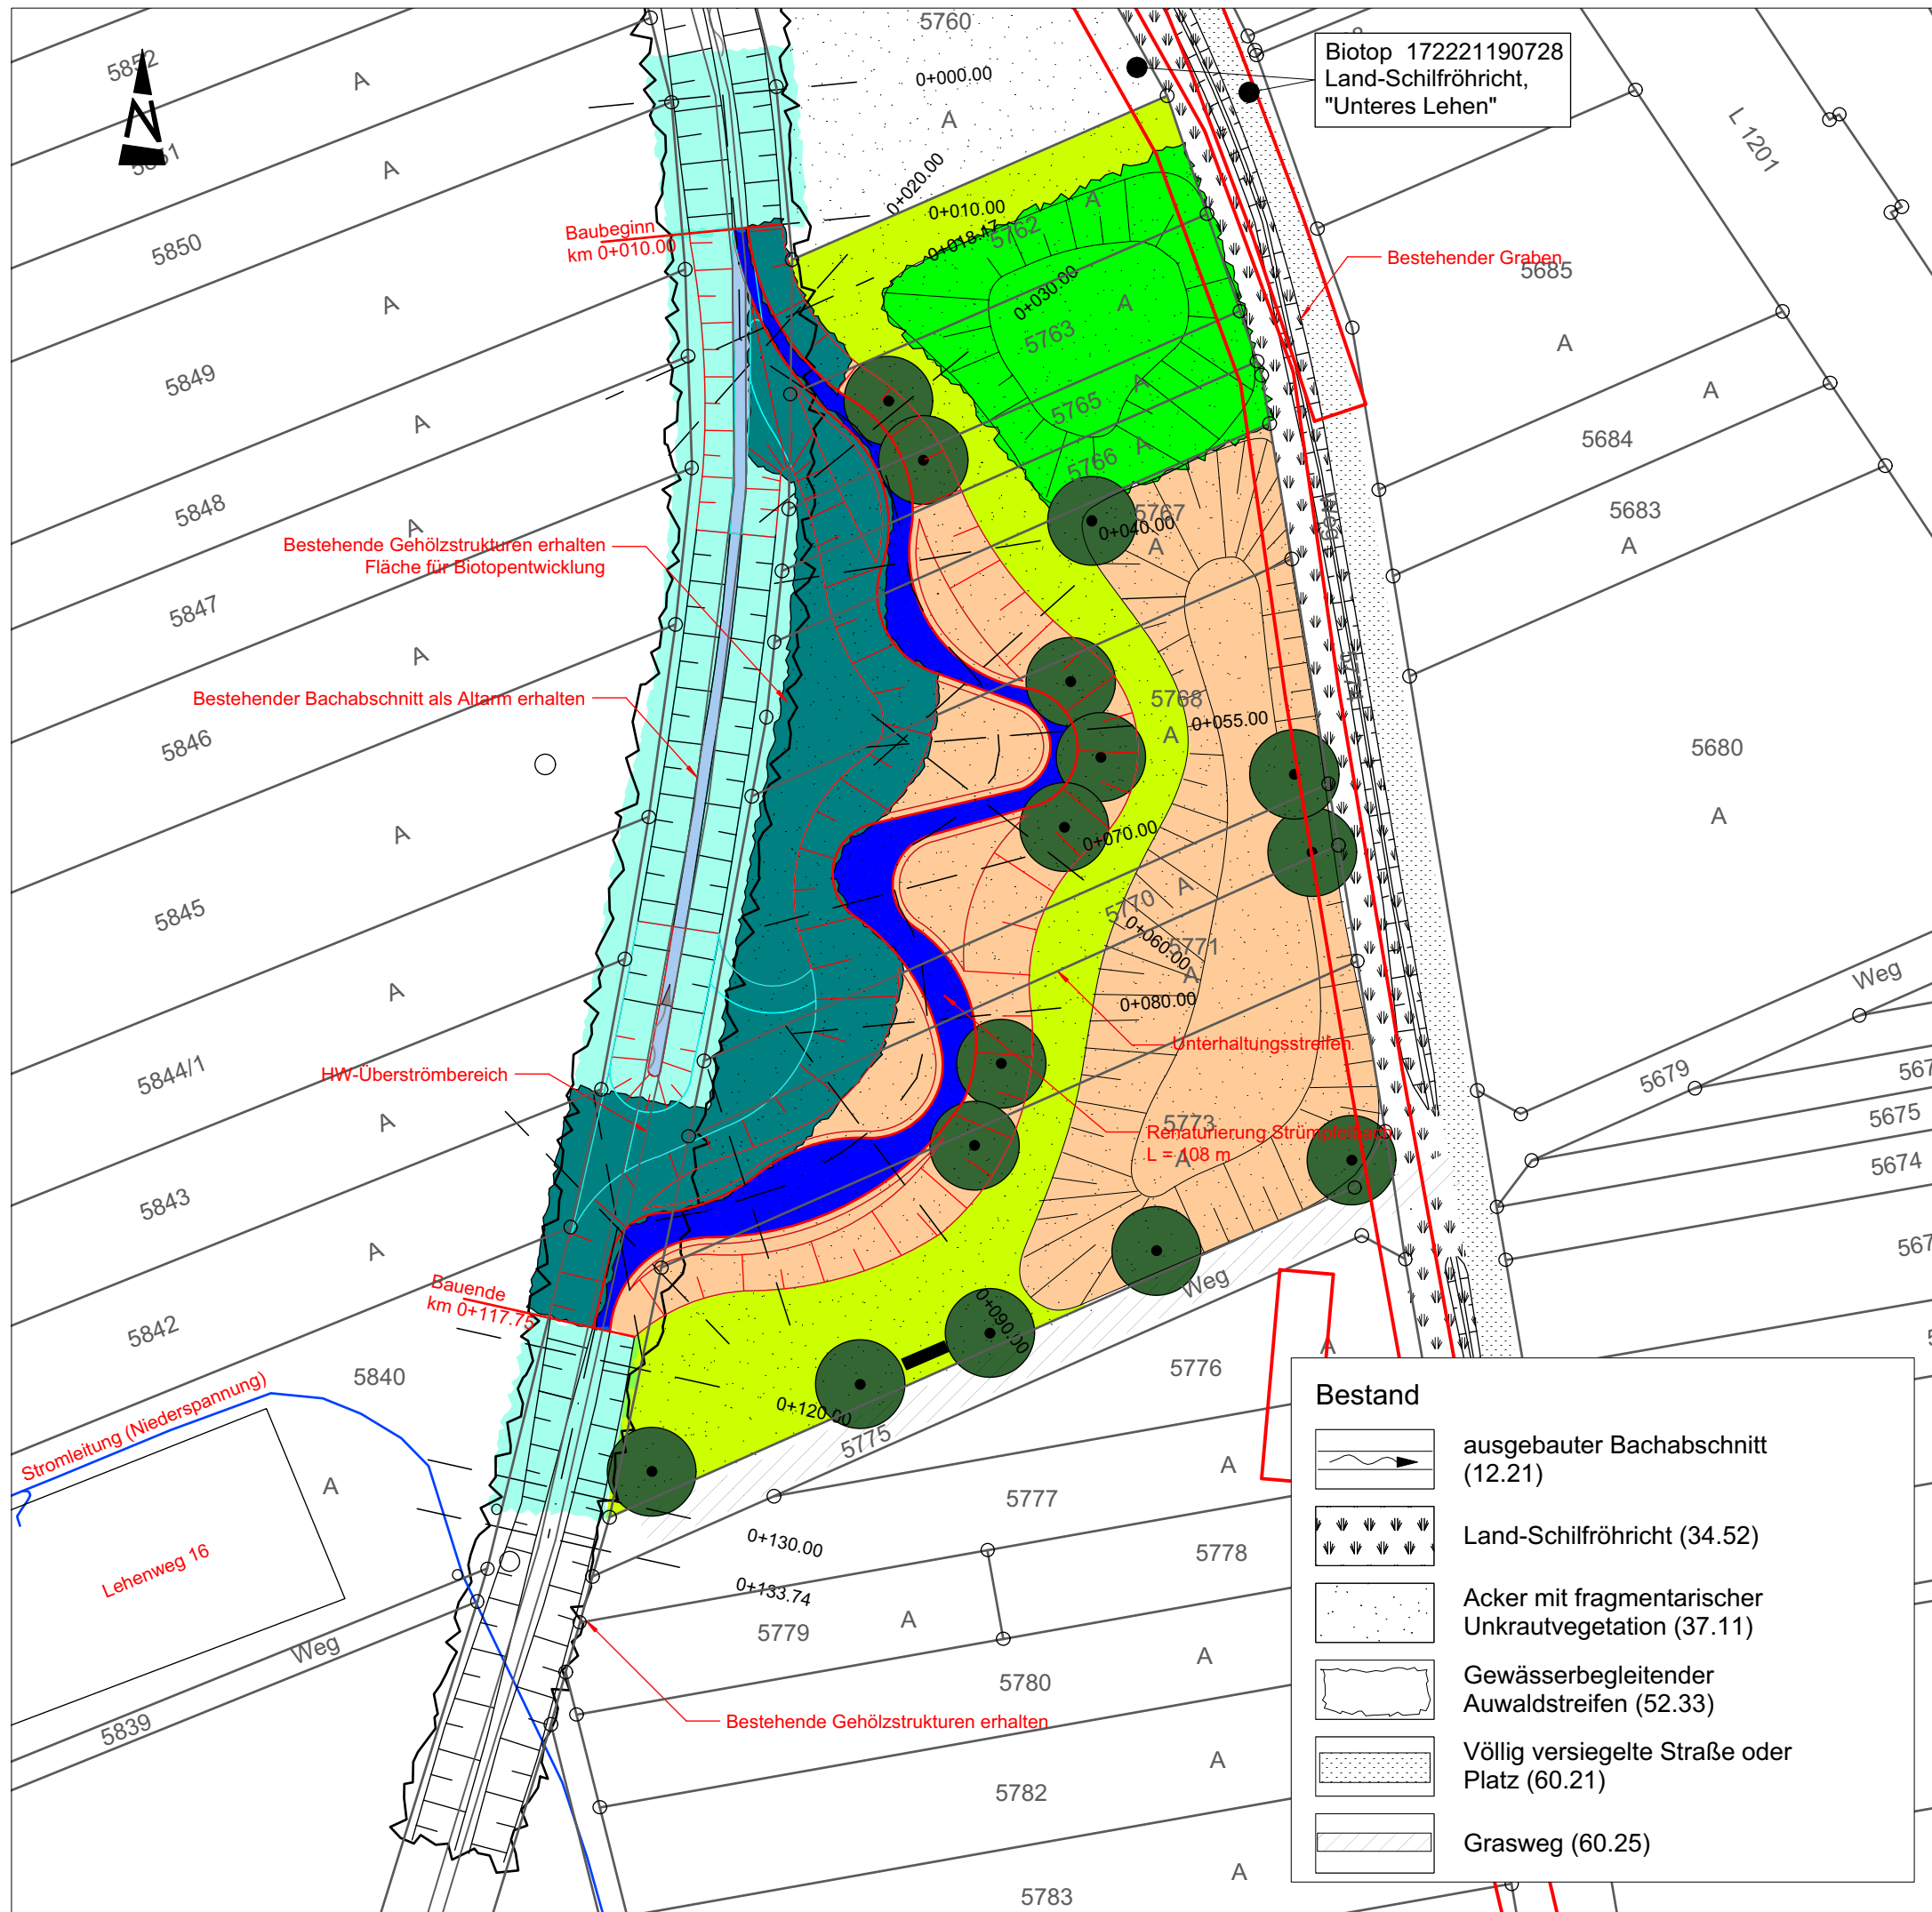 5760
5852
A
0+000.00
Biotop 172221190728
Land-Schilfröhricht,
"Unteres Lehen"
N
5851
A
A
L 1201
0+020.00
A
Baubeginn
km 0+010.00
0+010.00
0+018.17
5762
5850
A
Bestehender Graben
5685
0+030.00
A
5763
A
5849
A
A
A
5765
5684
A
5766
5848
A
5767
0+040.00
5683
A
A
Bestehende Gehölzstrukturen erhalten
Fläche für Biotopentwicklung
5847
A
Bestehender Bachabschnitt als Altarm erhalten
5768
0+055.00
A
5846
5680
A
A
0+070.00
A
5845
5770
0+060.00
5771
A
A
0+080.00
Weg
Unterhaltungsstreifen
5844/1
HW-Überströmbereich
5679
A
5773
5675
Renaturierung Strümpfelbach
L = 108 m
A
5674
5843
A
Bauende
km 0+117.75
Weg
0+090.00
5842
5840
5776
A
Stromleitung (Niederspannung)
0+120.00
5775
A
A
5777
Lehenweg 16
0+130.00
5778
0+133.74
5779
A
Weg
A
5780
5839
Bestehende Gehölzstrukturen erhalten
A
5782
A
5783
Bestand
ausgebauter Bachabschnitt
(12.21)
Land-Schilfröhricht (34.52)
Acker mit fragmentarischer
Unkrautvegetation (37.11)
Gewässerbegleitender
Auwaldstreifen (52.33)
Völlig versiegelte Straße oder
Platz (60.21)
Grasweg (60.25)